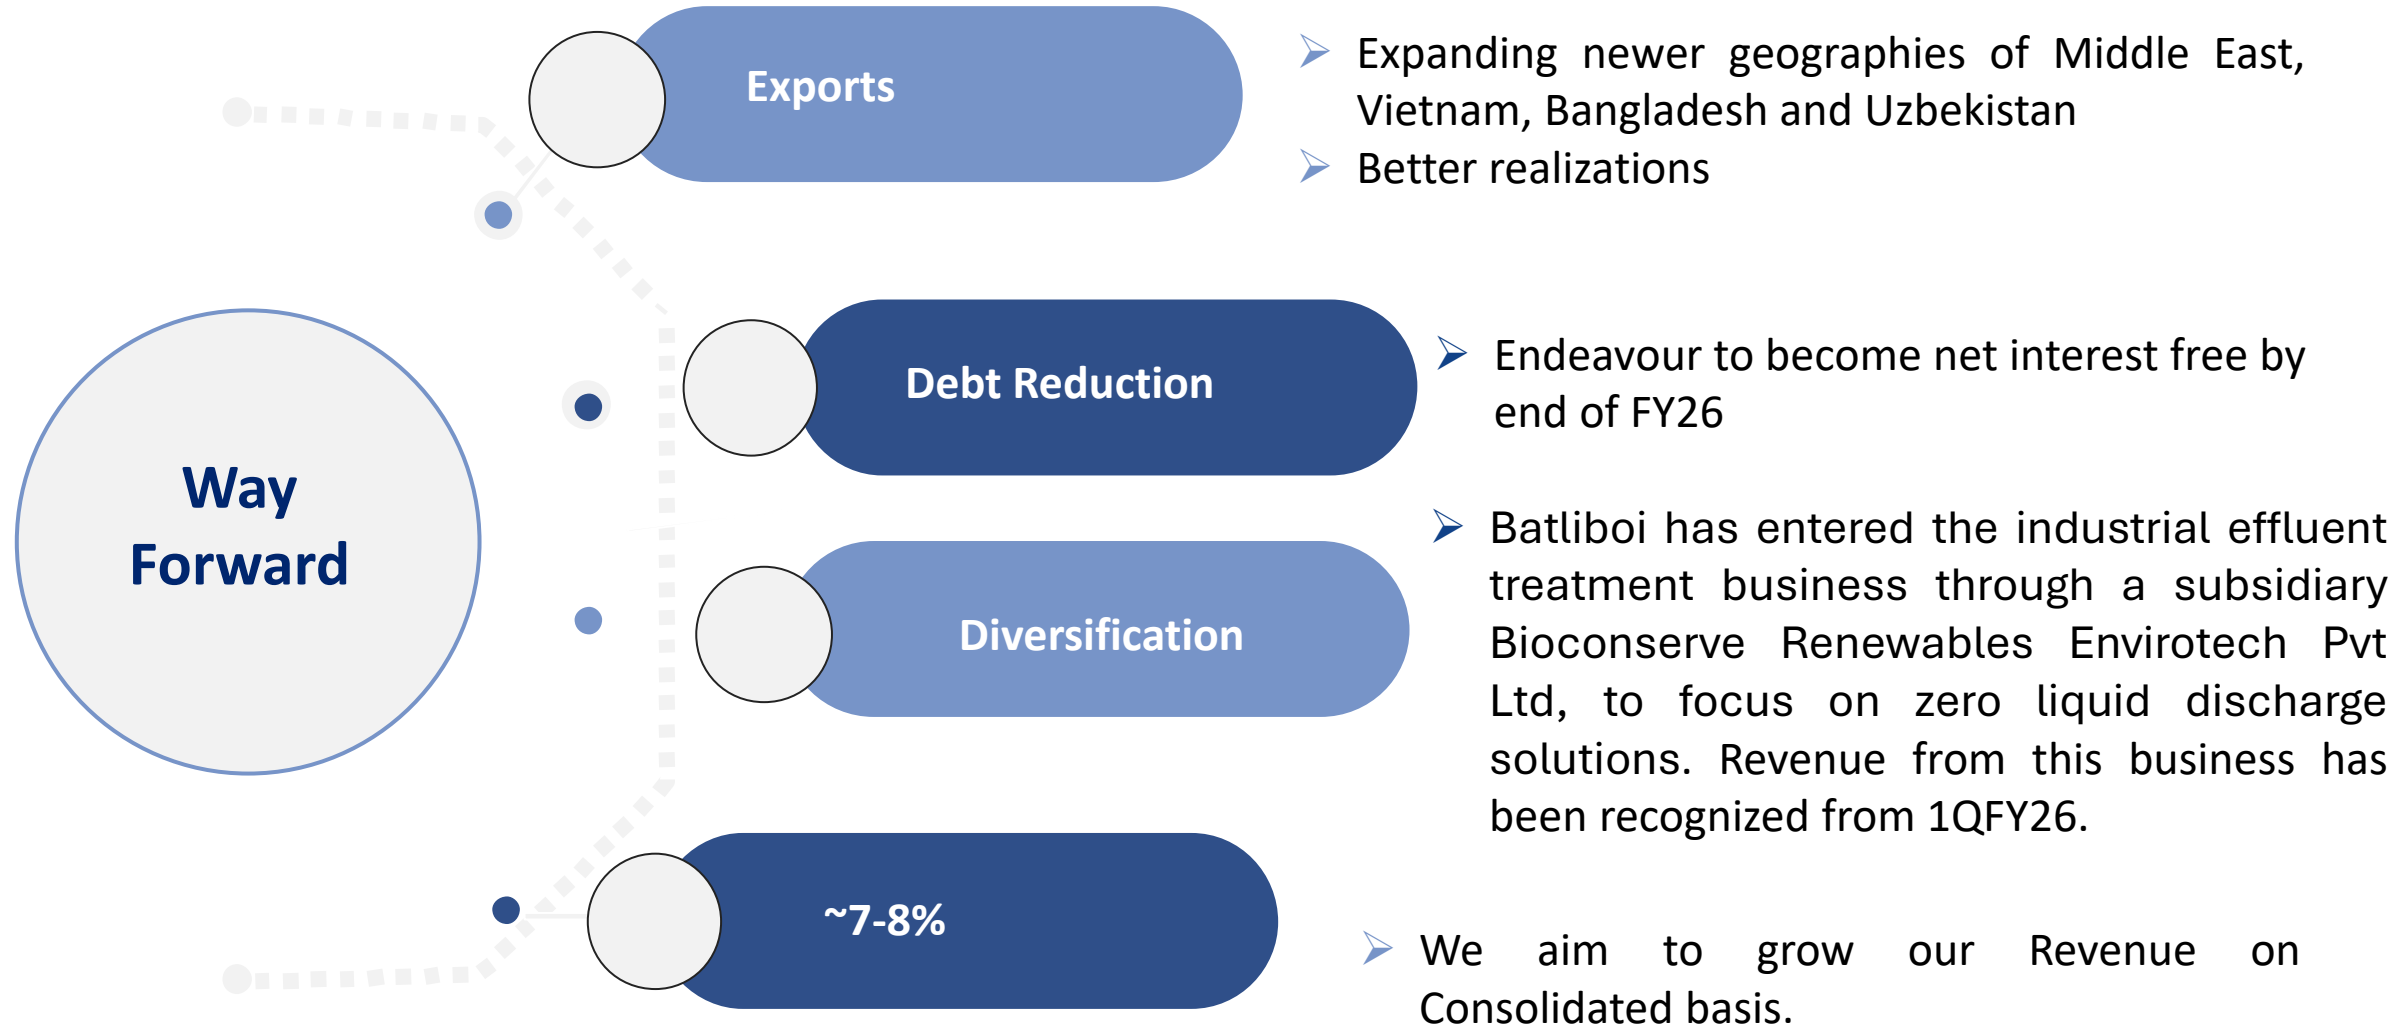 Exports
Expanding newer geographies of Middle East,
Vietnam, Bangladesh and Uzbekistan
Better realizations
Way
Forward
Debt Reduction
Endeavour to become net interest free by
end of FY26
Diversification
Batliboi has entered the industrial effluent
treatment business through a subsidiary
Bioconserve Renewables Envirotech Pvt
Ltd, to focus on zero liquid discharge
solutions. Revenue from this business has
been recognized from 1QFY26.
~7-8%
We aim to grow our Revenue on
Consolidated basis.